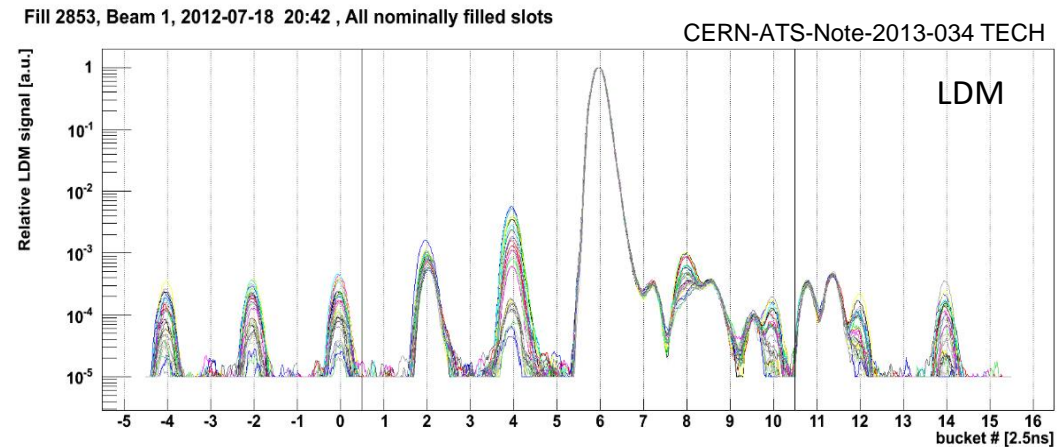 Fill 2853, Beam 1, 2012-07-18 20:42 , All nominally filled slots
CERN-ATS-Note-2013-034 TECH
LDM
Relative LDM signal [a.u.]
1
10-1
10-2
10-3
10-4
10-5
-5 -4 -3 -2 -1 0 1 2 3 4 5 6 7 8 9 10 11 12 13 14 15 16
bucket # [2.5ns]